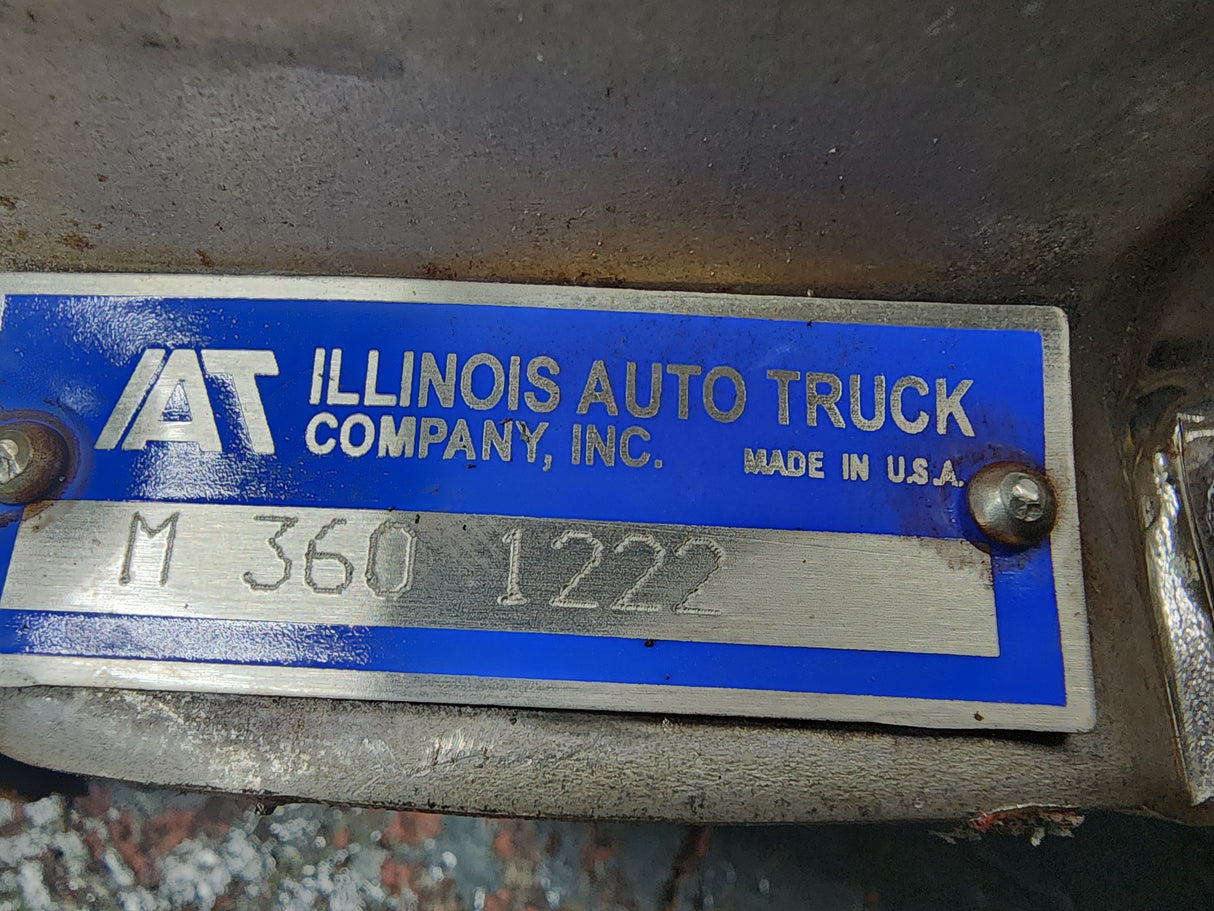 IAT ILLINOIS AUTO TRUCK
COMPANY, INC.
MADE IN U.S.A.
M 360 1222